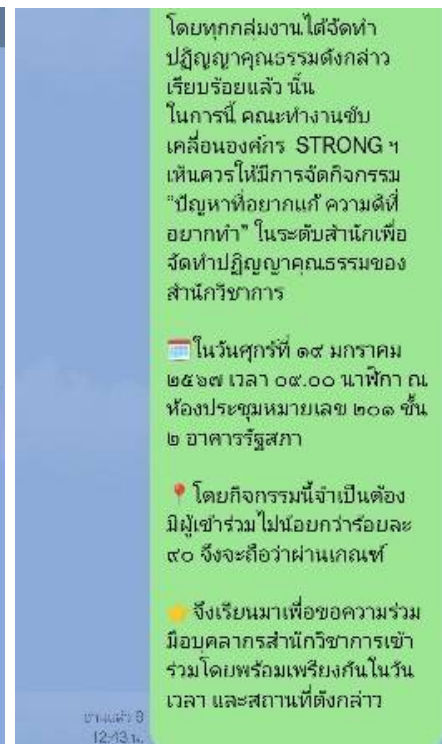 โดยทุกกลุ่มงานได้จัดทำ
ปฏิญญาคุณธรรมดังกล่าว
เรียบร้อยแล้ว นั้น
ในการนี้ คณะทำงานขับ
เคลื่อนองค์กร STRONG ฯ
เห็นควรให้มีการจัดกิจกรรม
"ปัญหาที่อยากแก้ ความดีที่
อยากทำ" ในระดับสำนักเพื่อ
จัดทำปฏิญญาคุณธรรมของ
สำนักวิชาการ
🗓️ในวันศุกร์ที่ ๑๙ มกราคม
๒๕๖๗ เวลา ๐๙.๐๐ นาฬิกา ณ
ห้องประชุมหมายเลข ๒๐๑ ชั้น
๒ อาคารรัฐสภา
📍 โดยกิจกรรมนี้จำเป็นต้อง
มีผู้เข้าร่วมไม่น้อยกว่าร้อยละ
๙๐ จึงจะถือว่าผ่านเกณฑ์
👉 จึงเรียนมาเพื่อขอความร่วม
มือบุคลากรสำนักวิชาการเข้า
ร่วมโดยพร้อมเพรียงกันในวัน
เวลา และสถานที่ดังกล่าว
อ่านแล้ว 9
12:43 น.